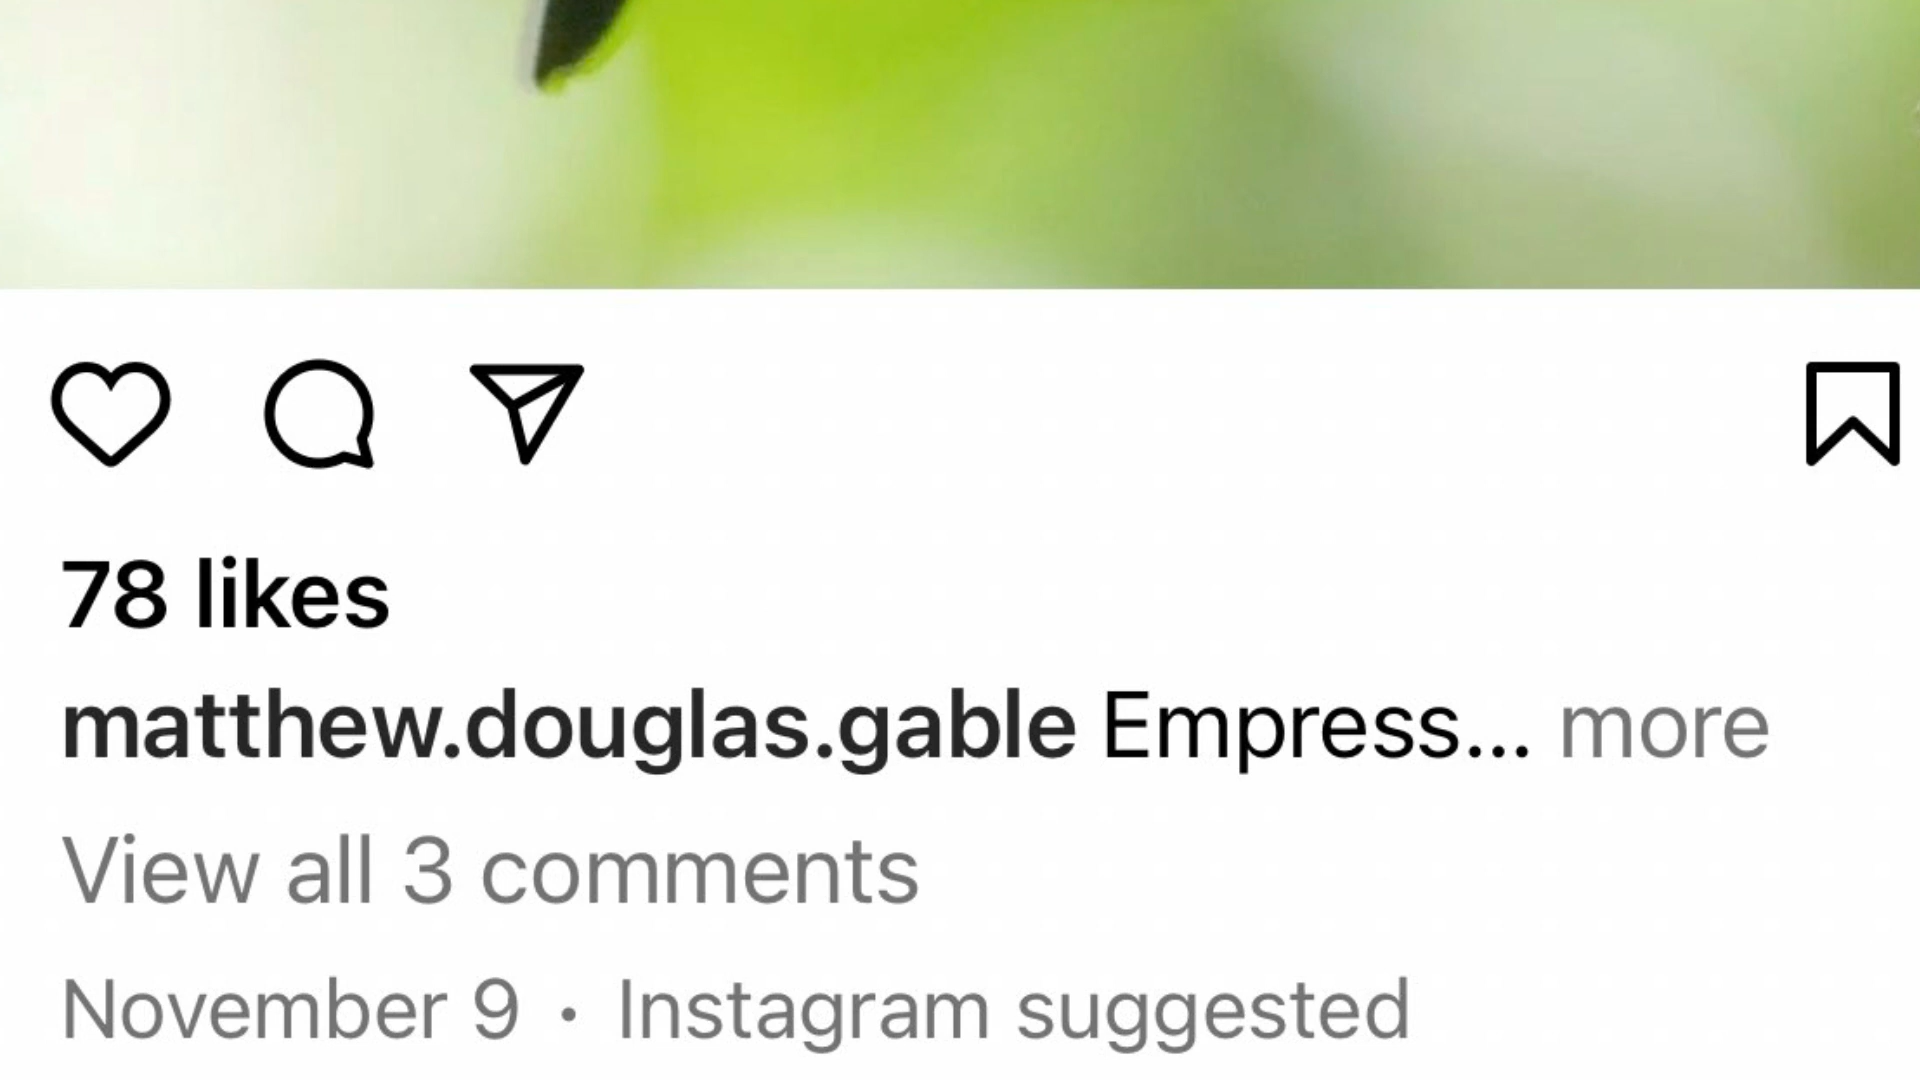 78 likes
matthew.douglas.gable Empress... more
View all 3 comments
November 9 · Instagram suggested